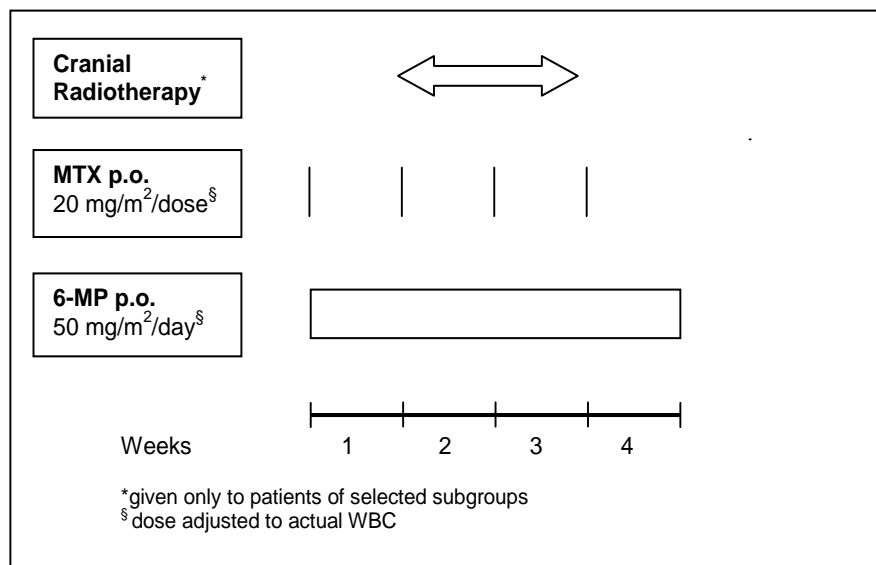 Cranial
Radiotherapy*
MTX p.o.
20 mg/m²/dose§
6-MP p.o.
50 mg/m²/day§
Weeks 1 2 3 4
*given only to patients of selected subgroups
§ dose adjusted to actual WBC